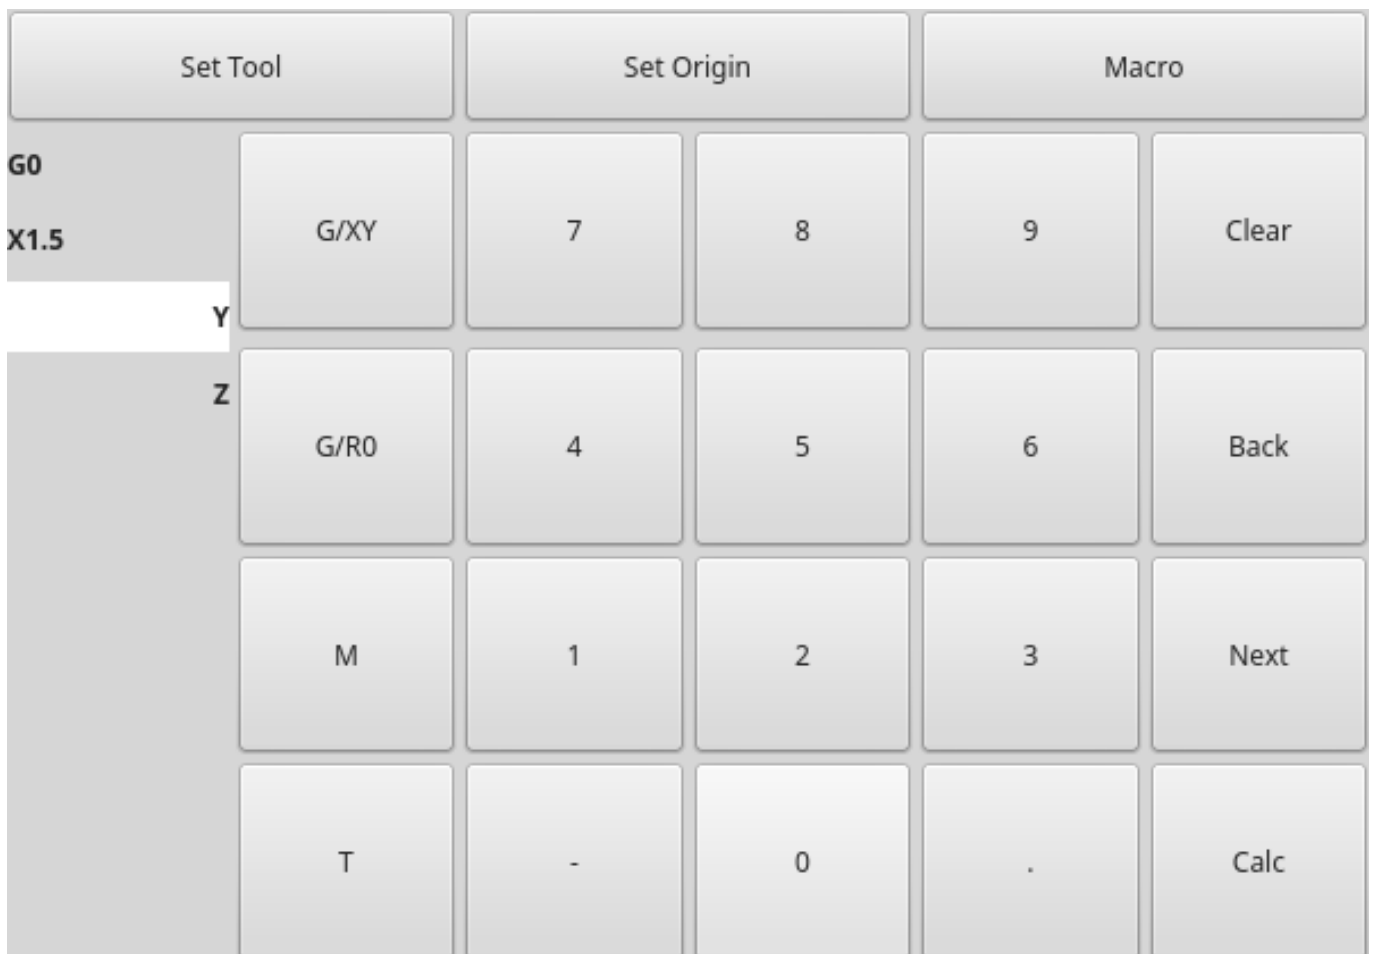 Set Tool Set Origin Macro
G0
X1.5
Y
Z
G/XY 7 8 9 Clear
G/R0 4 5 6 Back
M 1 2 3 Next
T - 0 . Calc